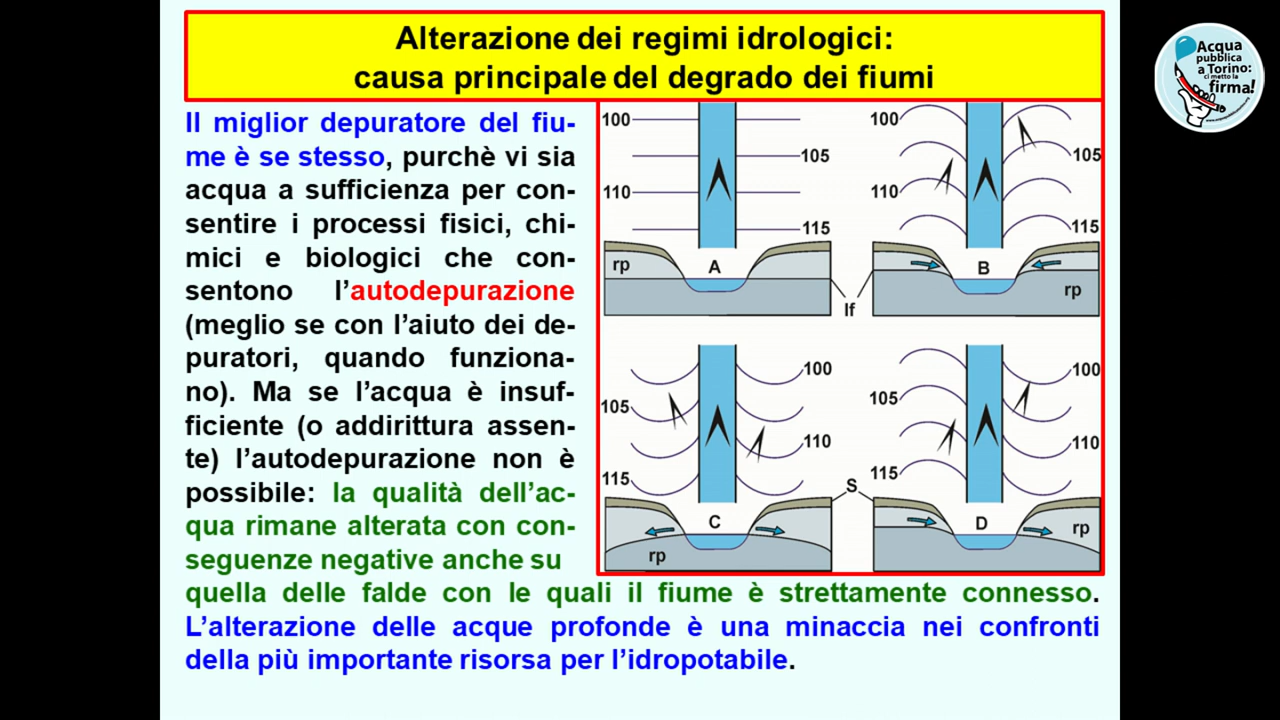 Alterazione dei regimi idrologici:
causa principale del degrado dei fiumi
Il miglior depuratore del fiu-
me è se stesso, purchè vi sia
acqua a sufficienza per con-
sentire i processi fisici, chi-
mici e biologici che con-
sentono l'autodepurazione
(meglio se con l'aiuto dei de-
puratori, quando funziona-
no). Ma se l'acqua è insuf-
ficiente (o addirittura assen-
te) l'autodepurazione non è
possibile: la qualità dell'ac-
qua rimane alterata con con-
seguenze negative anche su
quella delle falde con le quali il fiume è strettamente connesso.
L'alterazione delle acque profonde è una minaccia nei confronti
della più importante risorsa per l'idropotabile.
100
105
110
115
rp
A
100
105
110
115
B
rp
lf
100
105
110
115
C
rp
100
105
110
115
D
rp
S
Acqua
pubblica
a Torino:
ci metto la
firma!